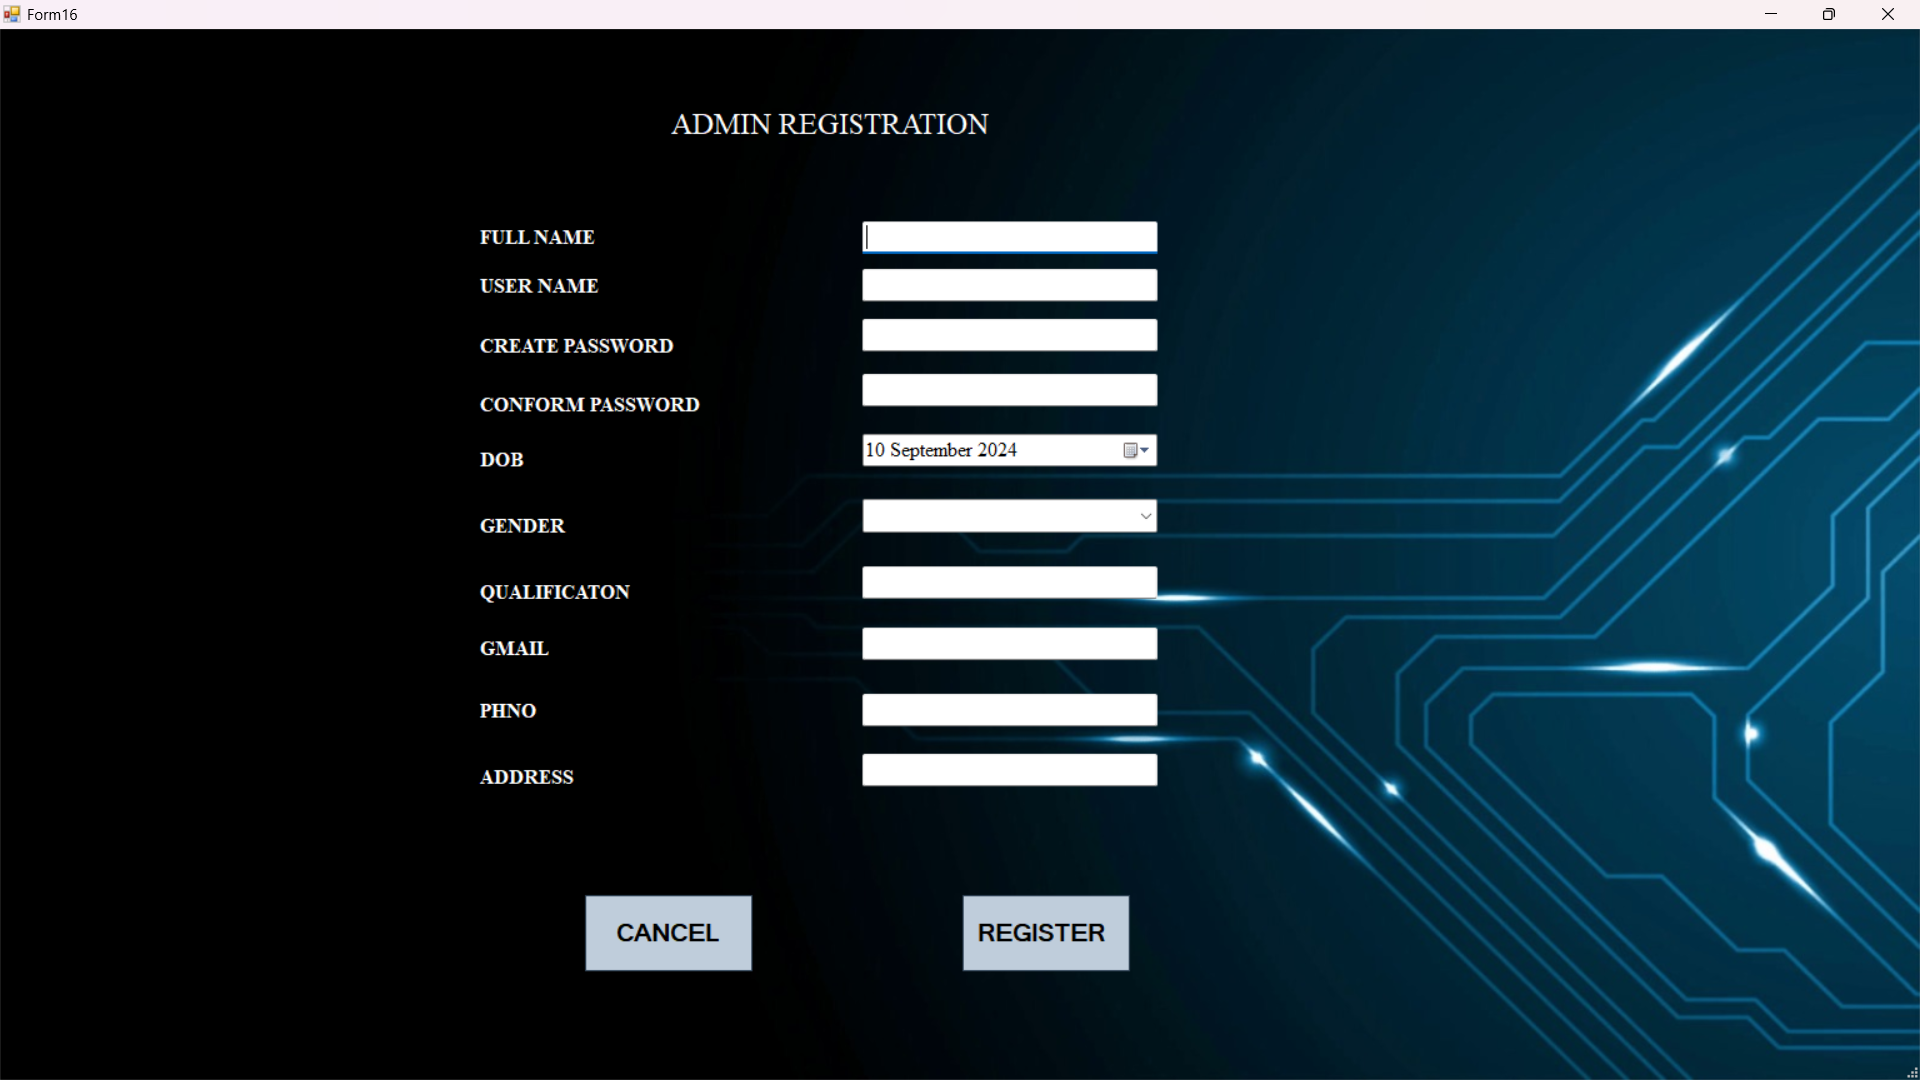 Form16
ADMIN REGISTRATION
FULL NAME
USER NAME
CREATE PASSWORD
CONFORM PASSWORD
DOB 10 September 2024
GENDER
QUALIFICATON
GMAIL
PHNO
ADDRESS
CANCEL REGISTER